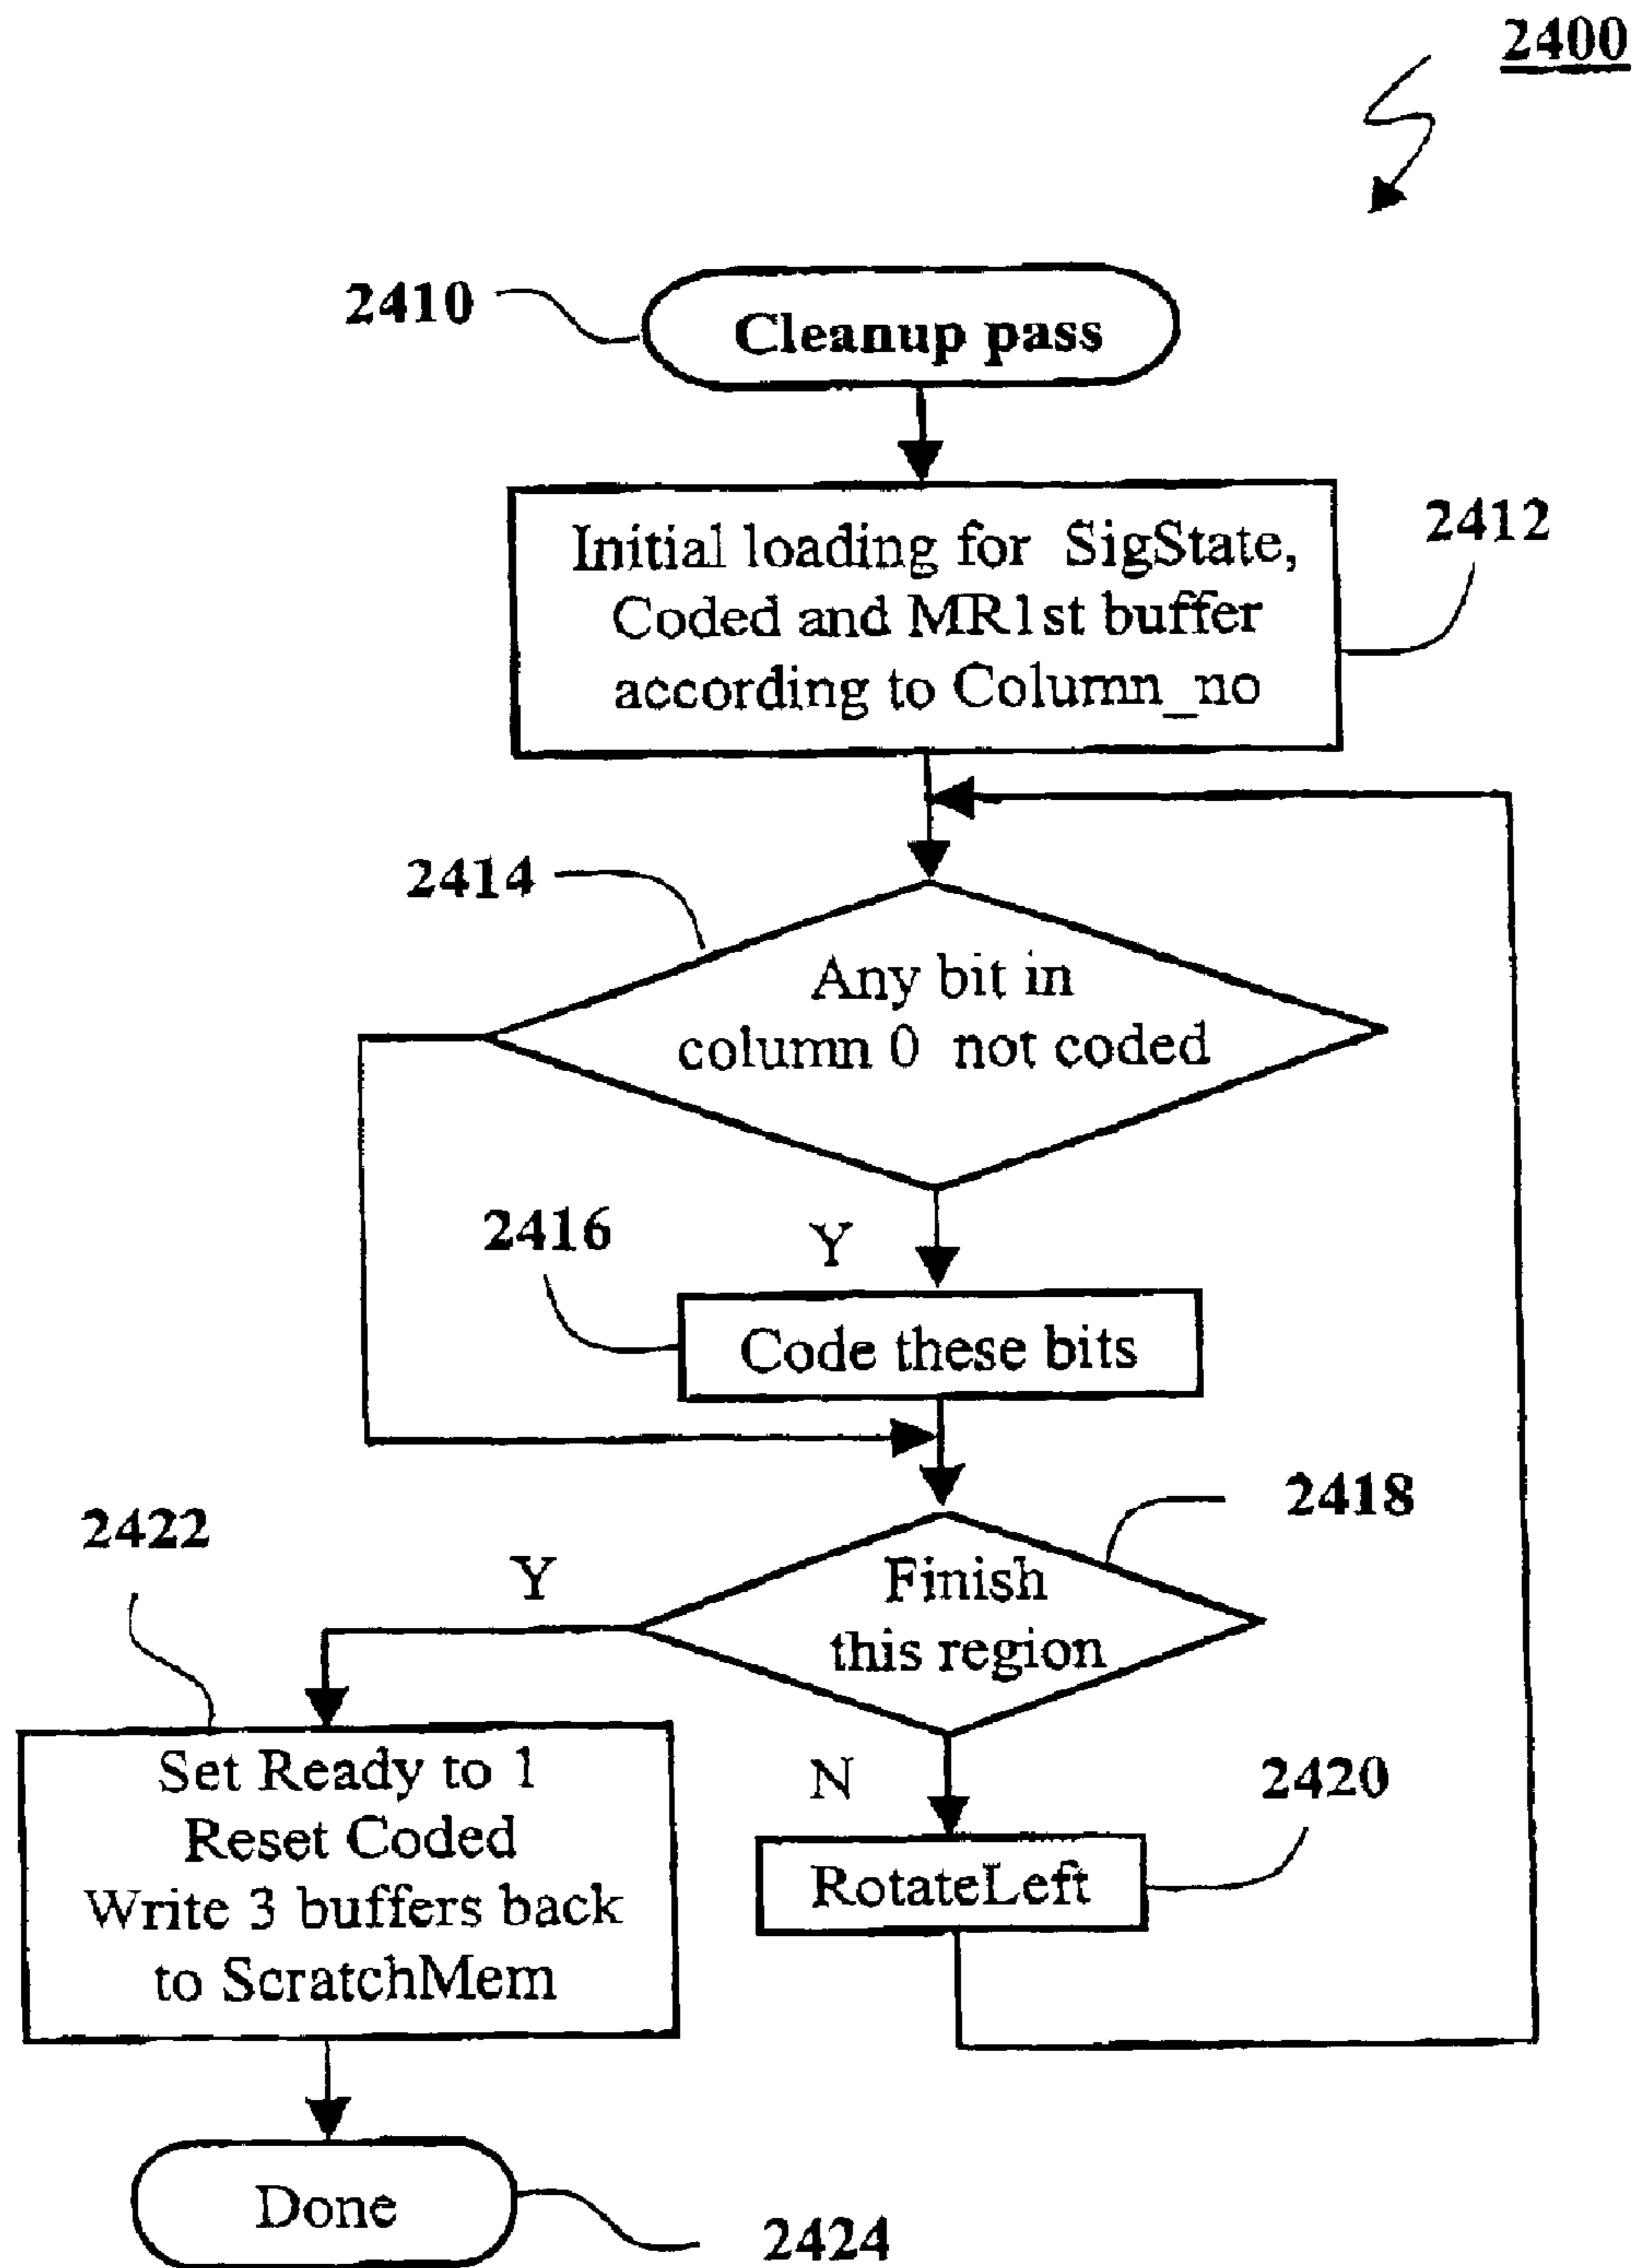 2400
2410
Cleanup pass
Initial loading for SigState,
Coded and MR1st buffer
according to Column_no
2412
2414
Any bit in
column 0 not coded
2416
Y
Code these bits
2418
2422
Y
Finish
this region
N
2420
Set Ready to 1
Reset Coded
Write 3 buffers back
to ScratchMem
RotateLeft
Done
2424